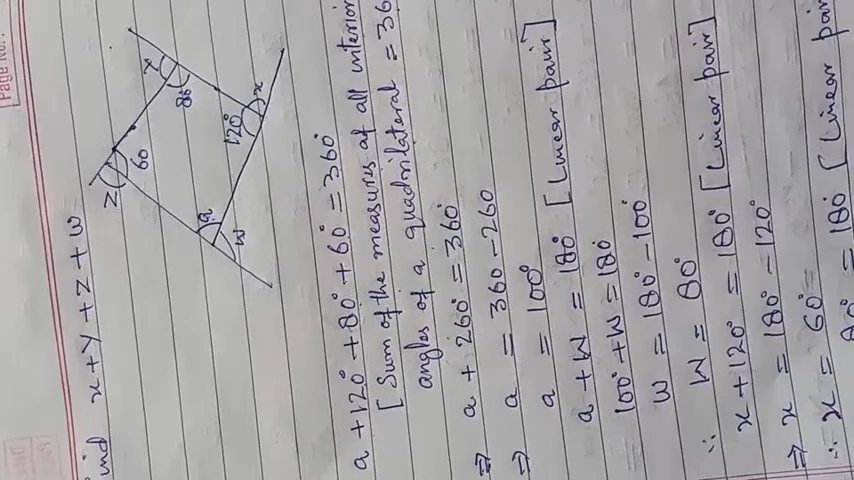 Page No.:
ind x+y+z+w
y
80°
x
120°
60
z
a
w
a+120°+80°+60°=360°
[Sum of the measures of all interior
angles of a quadrilateral = 36
⇒ a+260°=360°
⇒ a = 360-260
a = 100°
a+w = 180° [Linear pair]
100°+w=180°
w = 180°-100°
∴ w = 80°
x+120° = 180° [Linear pair]
⇒ x = 180°-120°
∴ x = 60°
80° = 180 [Linear pai